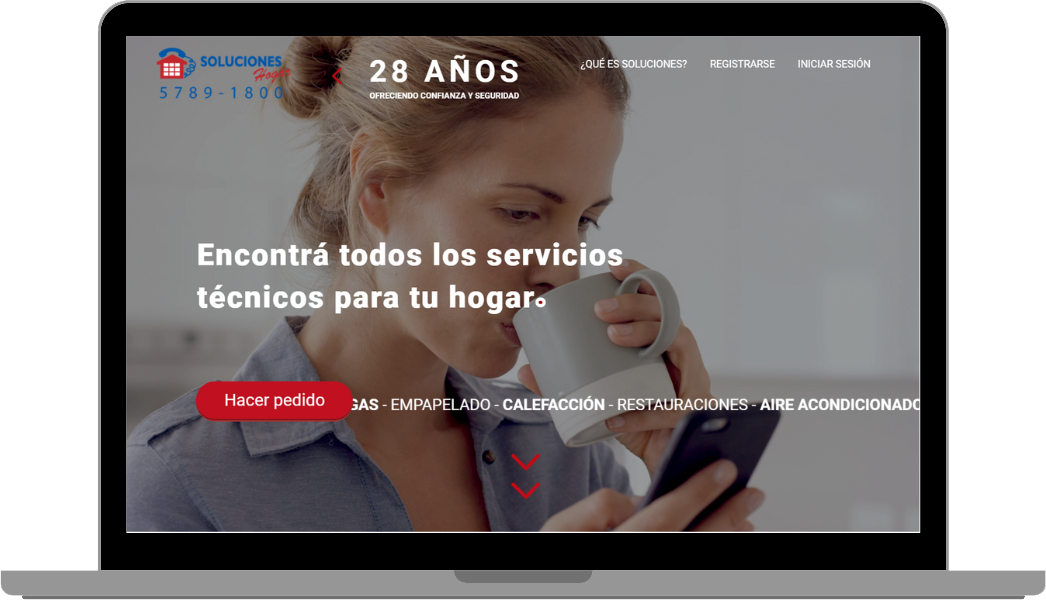 SOLUCIONES
Hogar
5789-1800
28 AÑOS
OFRECIENDO CONFIANZA Y SEGURIDAD
¿QUÉ ES SOLUCIONES? REGISTRARSE INICIAR SESIÓN
Encontrá todos los servicios
técnicos para tu hogar.
Hacer pedido
GAS - EMPAPELADO - CALEFACCIÓN - RESTAURACIONES - AIRE ACONDICIONADO